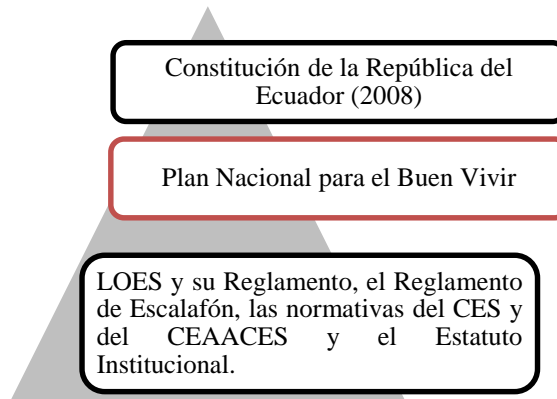 Constitución de la República del
Ecuador (2008)
Plan Nacional para el Buen Vivir
LOES y su Reglamento, el Reglamento
de Escalafón, las normativas del CES y
del CEAACES y el Estatuto
Institucional.